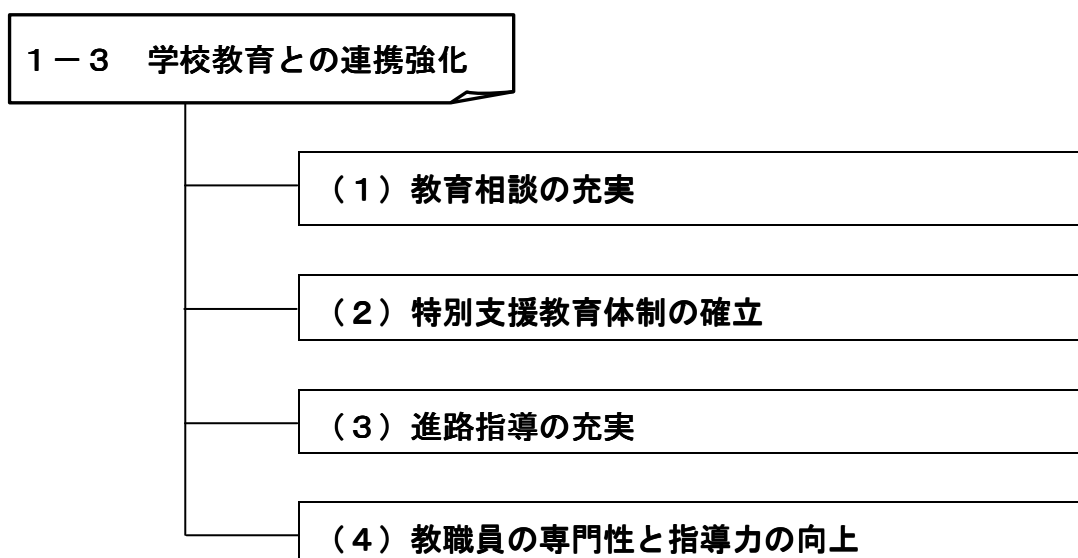 １－３　学校教育との連携強化
（１）教育相談の充実
（２）特別支援教育体制の確立
（３）進路指導の充実
（４）教職員の専門性と指導力の向上